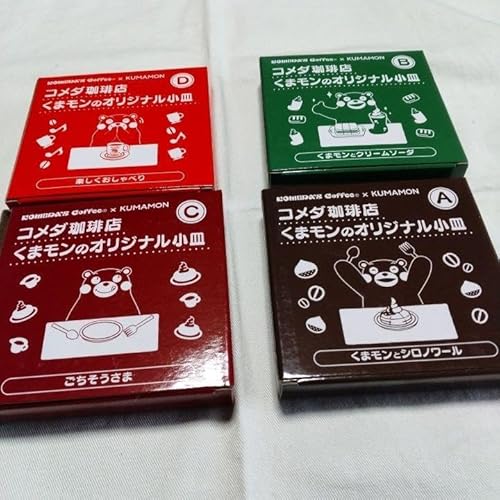 KOMEDA'S Coffee® × KUMAMON
D
コメダ珈琲店
くまモンのオリジナル小皿
楽しくおしゃべり
KOMEDA'S Coffee® × KUMAMON
B
コメダ珈琲店
くまモンのオリジナル小皿
くまモンとクリームソーダ
KOMEDA'S Coffee® × KUMAMON
C
コメダ珈琲店
くまモンのオリジナル小皿
ごちそうさま
KOMEDA'S Coffee® × KUMAMON
A
コメダ珈琲店
くまモンのオリジナル小皿
くまモンとシロノワール